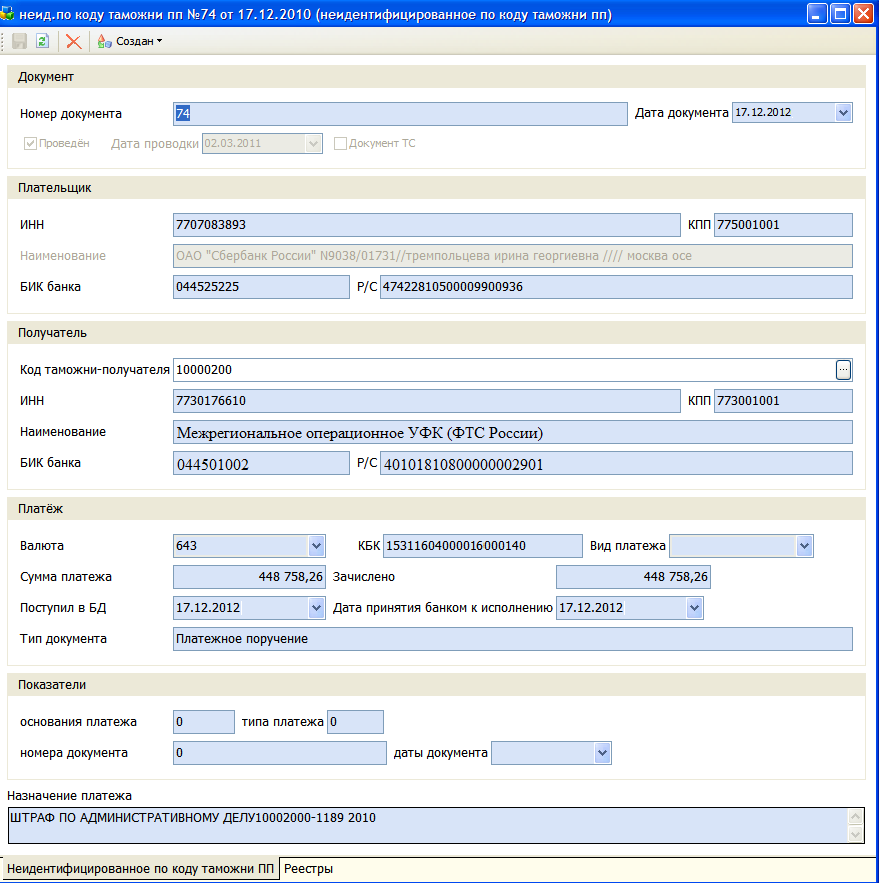 неид.по коду таможни пп №74 от 17.12.2010 (неидентифицированное по коду таможни пп)
Создан
Документ
Номер документа 74 Дата документа 17.12.2012
Проведён Дата проводки 02.03.2011 Документ ТС
Плательщик
ИНН 7707083893 КПП 775001001
Наименование ОАО "Сбербанк России" N9038/01731//тремпольцева ирина георгиевна //// москва осе
БИК банка 044525225 Р/С 47422810500009900936
Получатель
Код таможни-получателя 10000200 ...
ИНН 7730176610 КПП 773001001
Наименование Межрегиональное операционное УФК (ФТС России)
БИК банка 044501002 Р/С 40101810800000002901
Платёж
Валюта 643 КБК 15311604000016000140 Вид платежа
Сумма платежа 448 758,26 Зачислено 448 758,26
Поступил в БД 17.12.2012 Дата принятия банком к исполнению 17.12.2012
Тип документа Платежное поручение
Показатели
основания платежа 0 типа платежа 0
номера документа 0 даты документа
Назначение платежа
ШТРАФ ПО АДМИНИСТРАТИВНОМУ ДЕЛУ10002000-1189 2010
Неидентифицированное по коду таможни ПП Реестры